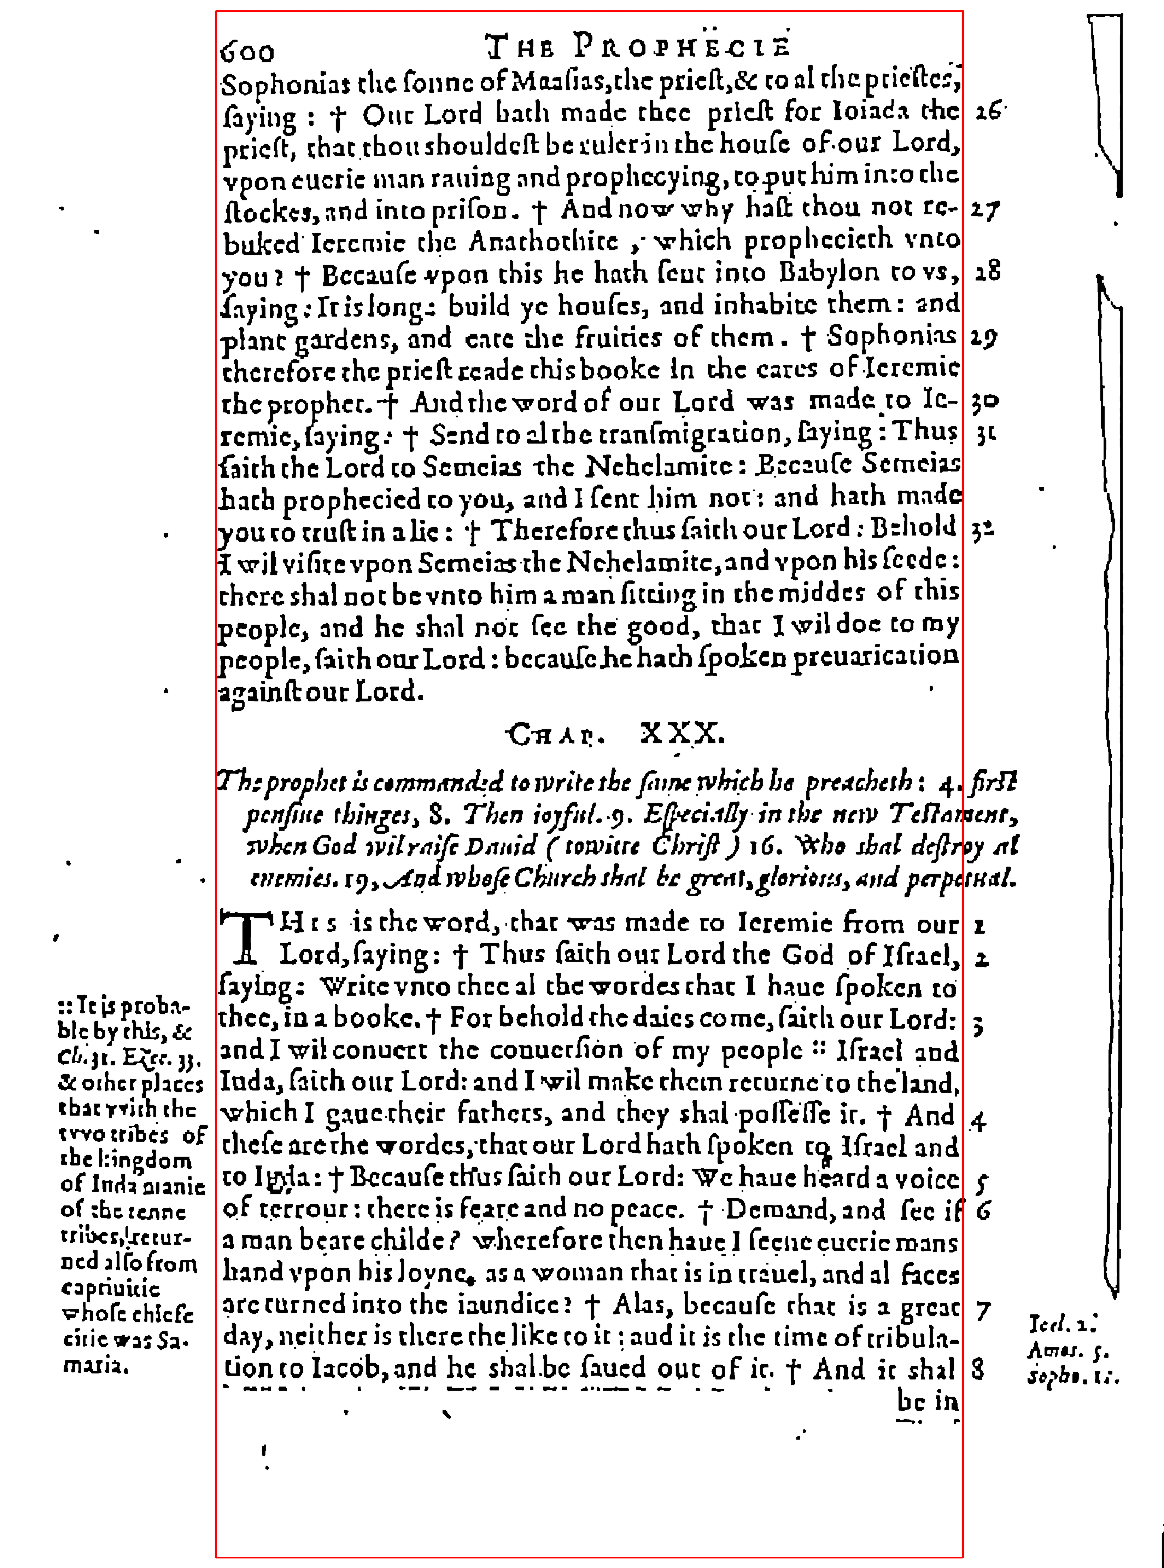 600 THE PROPHECIE
Sophonias the ſonne of Maaſias, the prieſt, & to al the prieſtes,
ſaying : † Our Lord hath made thee prieſt for Ioiada the 26
prieſt, that thou shouldeſt be ruler in the houſe of our Lord,
vpon euerie man rauing and prophecying, to put him into the
ſtockes, and into priſon. † And now why haſt thou not re- 27
buked Ieremie the Anathothite , which prophecieth vnto
you? † Becauſe vpon this he hath ſent into Babylon to vs, 28
ſaying: It is long: build ye houſes, and inhabite them: and
plant gardens, and eate the fruities of them. † Sophonias 29
therefore the prieſt reade this booke in the eares of Ieremie
the prophet. † And the word of our Lord was made to Ie- 30
remie, ſaying: † Send to al the tranſmigration, ſaying: Thus 31
ſaith the Lord to Semeias the Nehelamite: Becauſe Semeias
hath prophecied to you, and I ſent him not: and hath made
you to truſt in a lie: † Therefore thus ſaith our Lord: Behold 32
I wil viſite vpon Semeias the Nehelamite, and vpon his ſeede:
there shal not be vnto him a man ſitting in the middes of this
people, and he shal not ſee the good, that I wil doe to my
people, ſaith our Lord: becauſe he hath ſpoken preuarication
againſt our Lord.
CHAP. XXX.
The prophet is commanded to write the ſame which he preacheth: 4. firſt
penſiue thinges, 8. Then ioyful. 9. Eſpecially in the new Teſtament,
when God wil raiſe Dauid ( towitte Chriſt ) 16. Who shal deſtroy al
enemies. 19, And whoſe Church shal be great, glorious, and perpetual.
THIS is the word, that was made to Ieremie from our 1
Lord, ſaying: † Thus ſaith our Lord the God of Iſrael, 2
ſaying: Write vnto thee al the wordes that I haue ſpoken to
thee, in a booke. † For behold the daies come, ſaith our Lord: 3
and I wil conuert the conuerſion of my people :: Iſrael and
Iuda, ſaith our Lord: and I wil make them returne to the land,
which I gaue their fathers, and they shal poſſeſſe it. † And 4
theſe are the wordes, that our Lord hath ſpoken to Iſrael and
to Iuda: † Becauſe thus ſaith our Lord: We haue heard a voice 5
of terrour: there is feare and no peace. † Demand, and ſee if 6
a man beare childe? wherefore then haue I ſeene euerie mans
hand vpon his loyne, as a woman that is in trauel, and al faces
are turned into the iaundice? † Alas, becauſe that is a great 7
day, neither is there the like to it: aud it is the time of tribula-
tion to Iacob, and he shal be ſaued out of it. † And it shal 8
be in
:: It is proba-
ble by this, &
Ch. 31. Ezec. 33.
& other places
that vvith the
tvvo tribes of
the kingdom
of Iuda manie
of the tenne
tribes, retur-
ned alſo from
captiuitie
whoſe chiefe
citie was Sa-
maria.
Ioel. 2.
Amos. 5.
Sopho. 1.